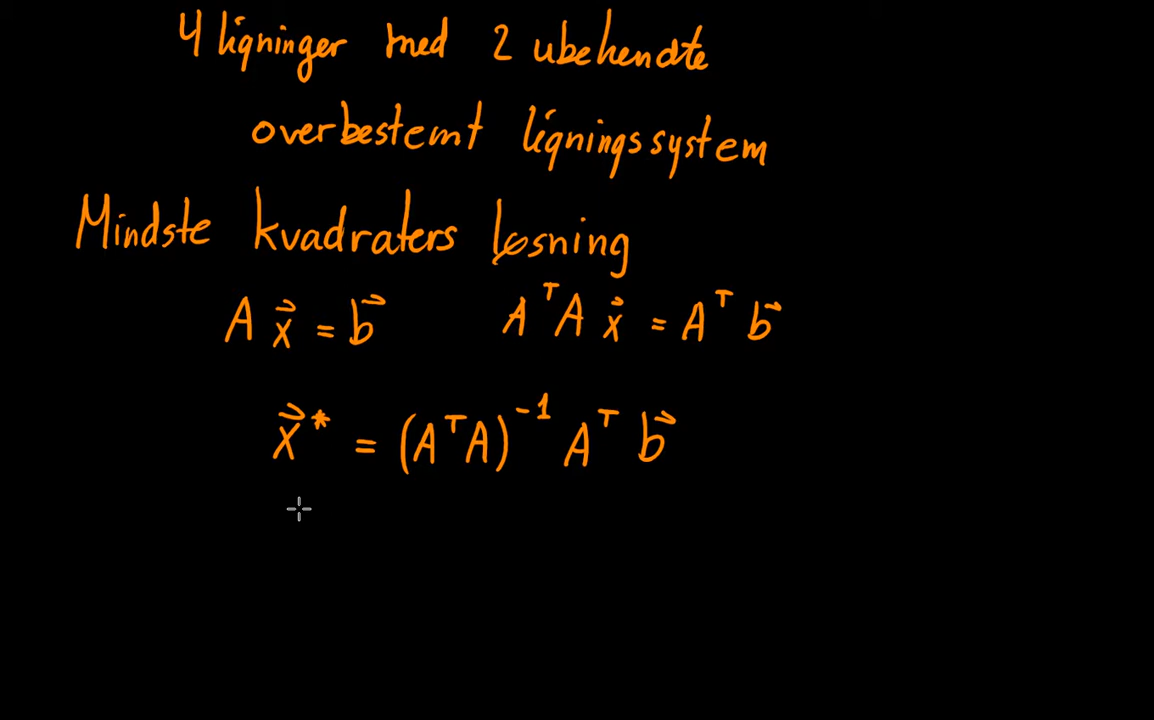 4 ligninger med 2 ubekendte
overbestemt ligningssystem
Mindste kvadraters løsning
A x⃗ = b⃗    AᵀA x⃗ = Aᵀ b⃗
x⃗* = (AᵀA)⁻¹ Aᵀ b⃗